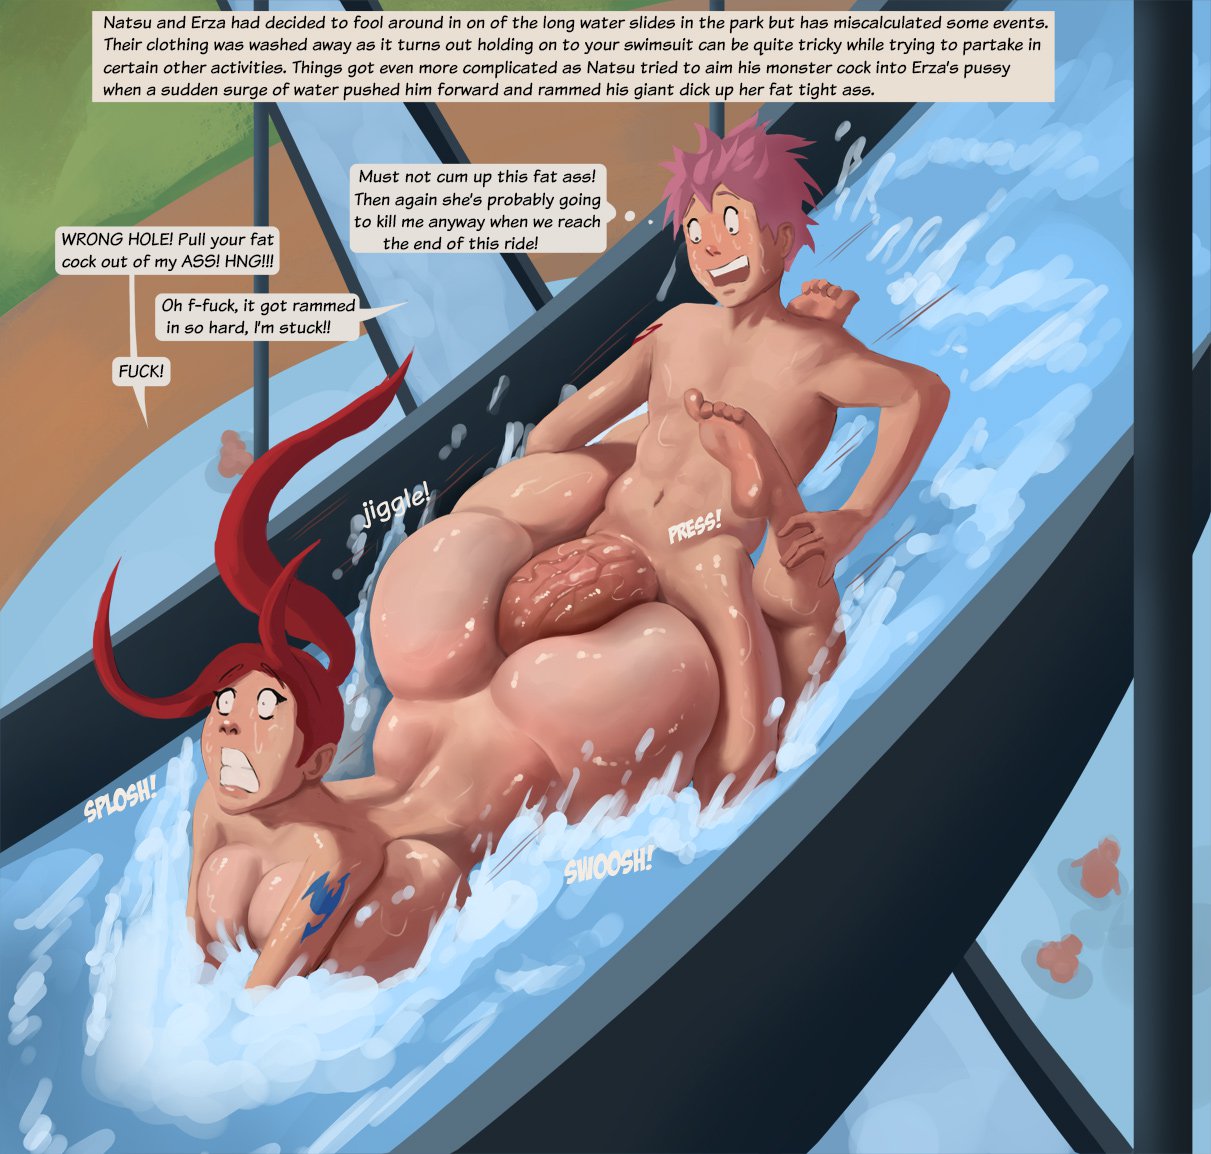 Natsu and Erza had decided to fool around in on of the long water slides in the park but has miscalculated some events.
Their clothing was washed away as it turns out holding on to your swimsuit can be quite tricky while trying to partake in
certain other activities. Things got even more complicated as Natsu tried to aim his monster cock into Erza's pussy
when a sudden surge of water pushed him forward and rammed his giant dick up her fat tight ass.
Must not cum up this fat ass!
Then again she's probably going
to kill me anyway when we reach
the end of this ride!
WRONG HOLE! Pull your fat
cock out of my ASS! HNG!!!
Oh f-fuck, it got rammed
in so hard, I'm stuck!!
FUCK!
jiggle!
PRESS!
SPLOSH!
SWOOSH!